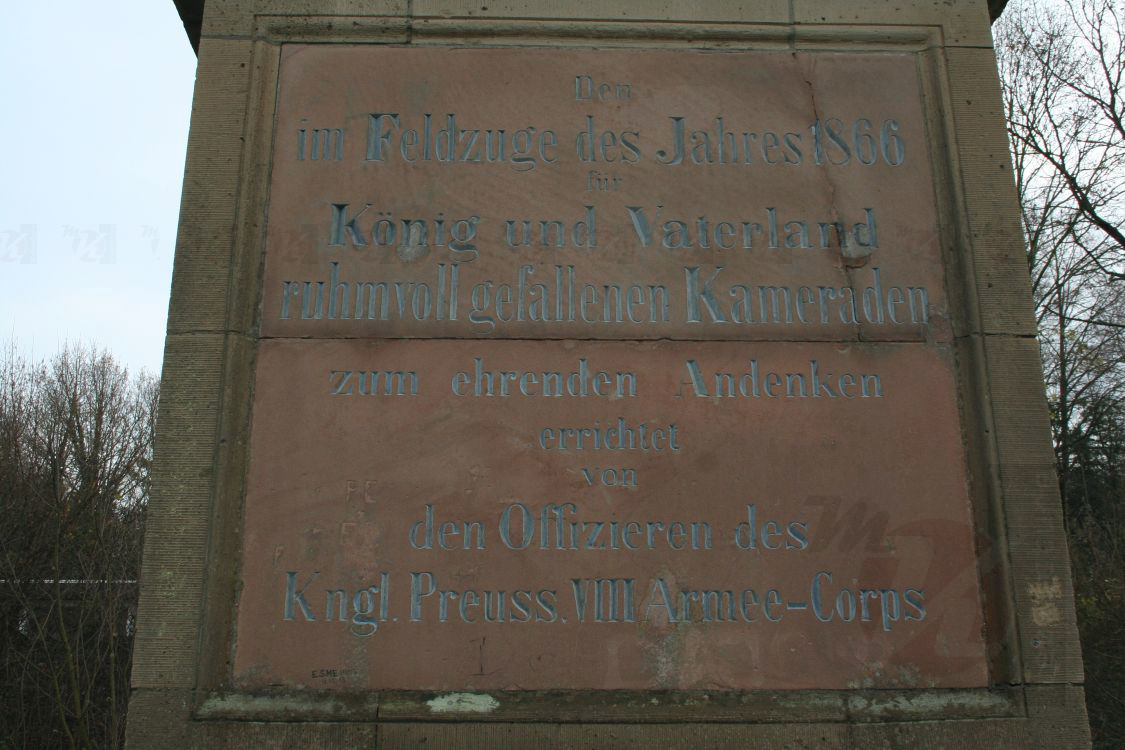 Den
im Feldzuge des Jahres 1866
für
König und Vaterland
ruhmvoll gefallenen Kameraden
zum ehrenden Andenken
errichtet
von
den Offizieren des
Kngl. Preuss. VIII Armee-Corps